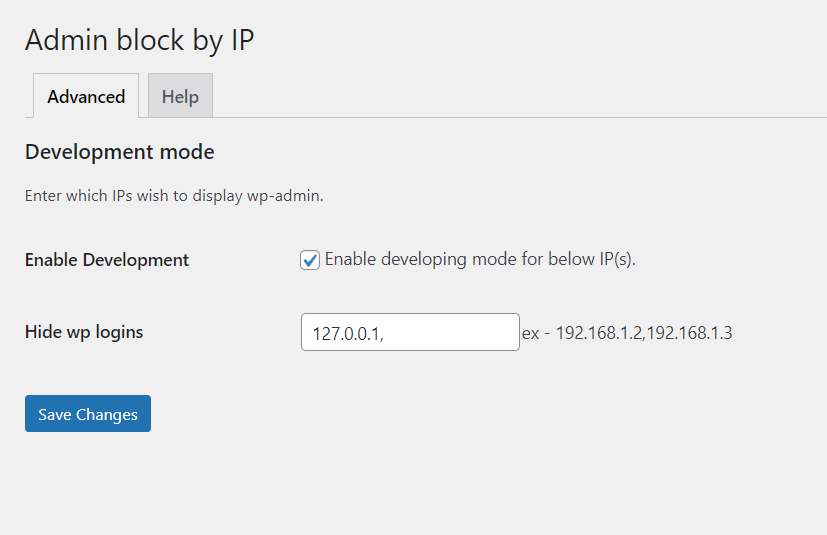 Admin block by IP
Advanced Help
Development mode
Enter which IPs wish to display wp-admin.
Enable Development Enable developing mode for below IP(s).
Hide wp logins 127.0.0.1, ex - 192.168.1.2,192.168.1.3
Save Changes